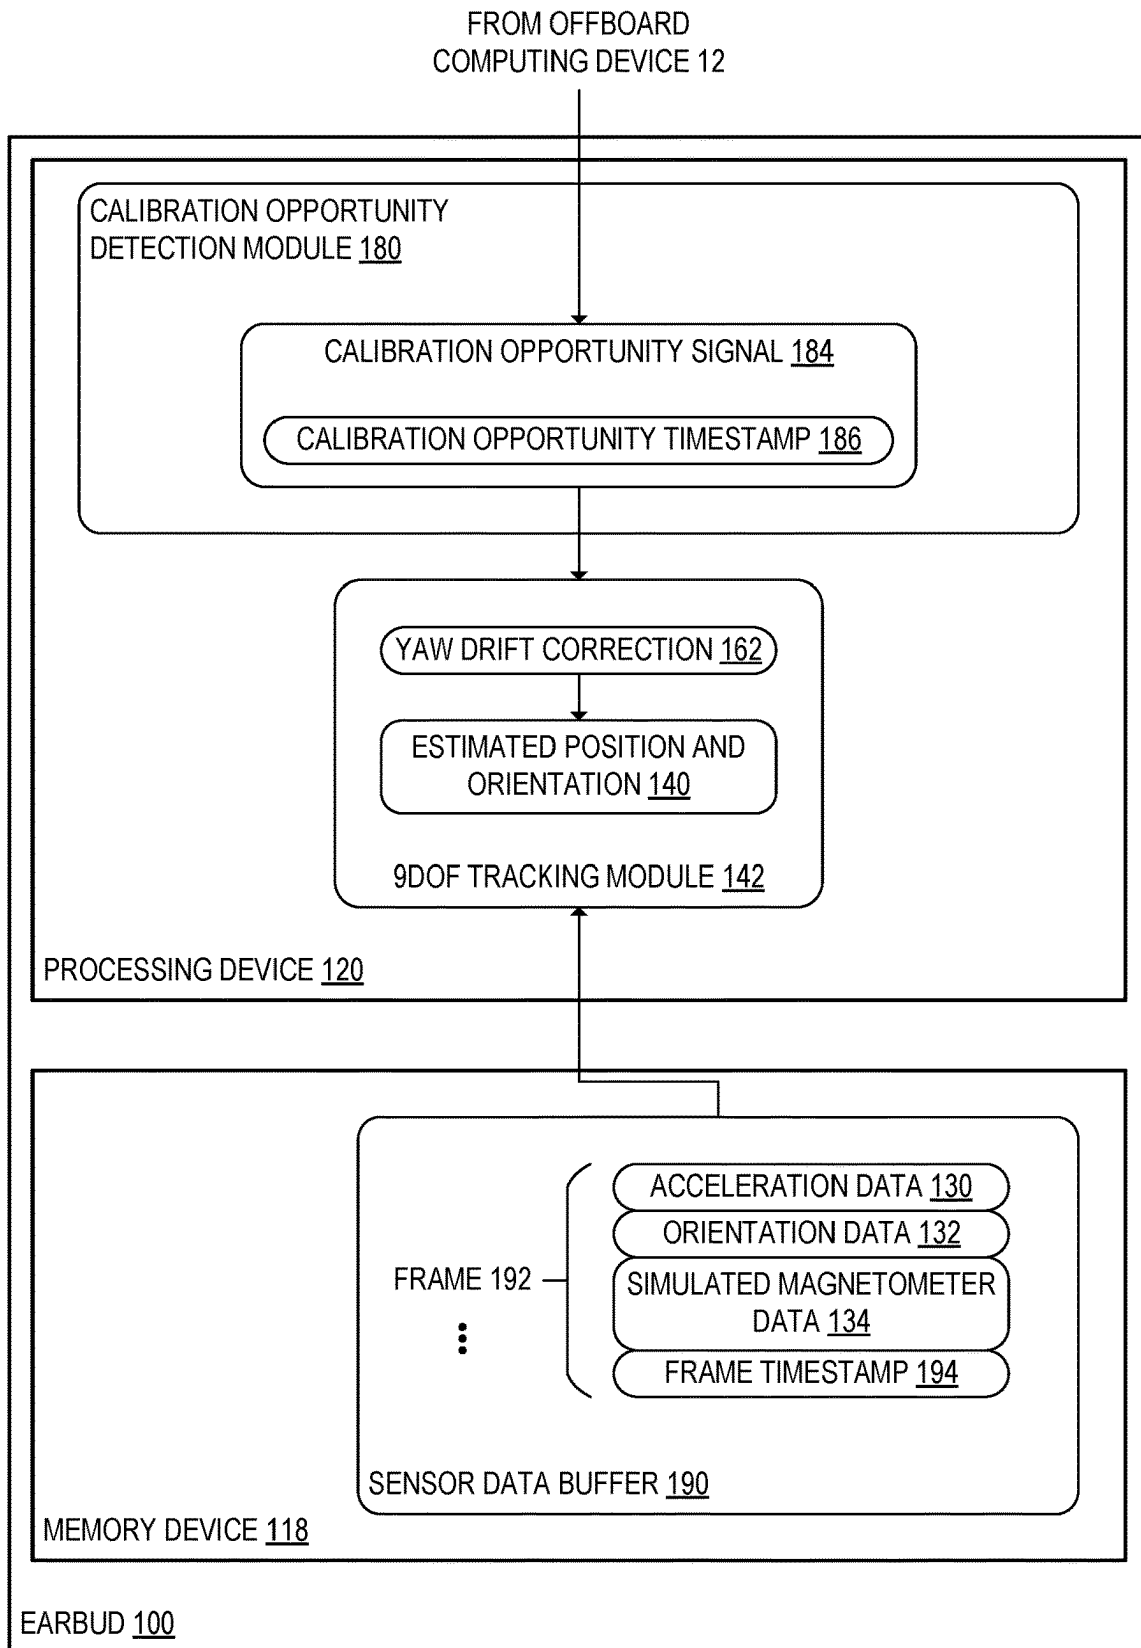 FROM OFFBOARD
COMPUTING DEVICE 12
CALIBRATION OPPORTUNITY
DETECTION MODULE 180
CALIBRATION OPPORTUNITY SIGNAL 184
CALIBRATION OPPORTUNITY TIMESTAMP 186
YAW DRIFT CORRECTION 162
ESTIMATED POSITION AND
ORIENTATION 140
9DOF TRACKING MODULE 142
PROCESSING DEVICE 120
ACCELERATION DATA 130
ORIENTATION DATA 132
FRAME 192
SIMULATED MAGNETOMETER
DATA 134
FRAME TIMESTAMP 194
SENSOR DATA BUFFER 190
MEMORY DEVICE 118
EARBUD 100